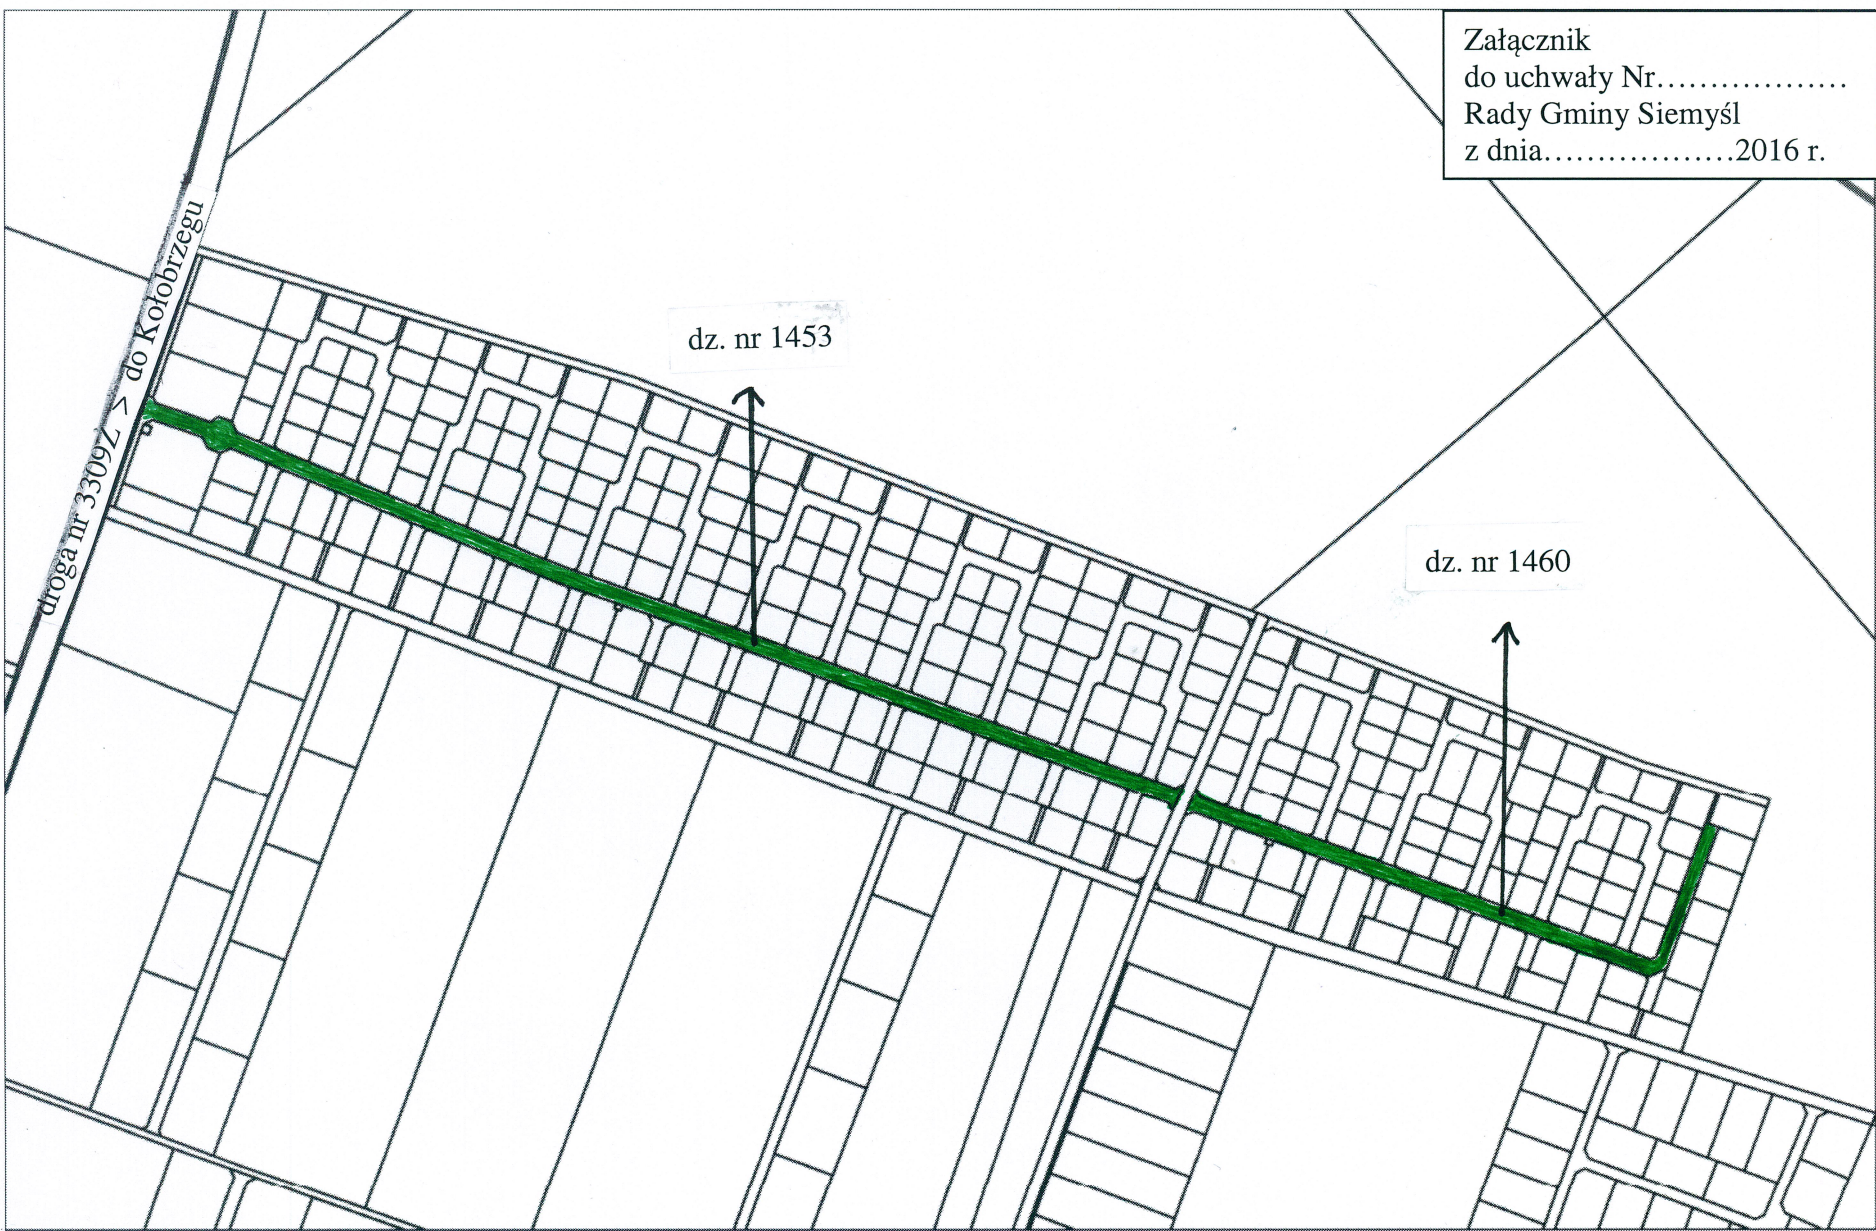 Załącznik
do uchwały Nr..................
Rady Gminy Siemyśl
z dnia..................2016 r.
droga nr 3309Z > do Kołobrzegu
dz. nr 1453
dz. nr 1460